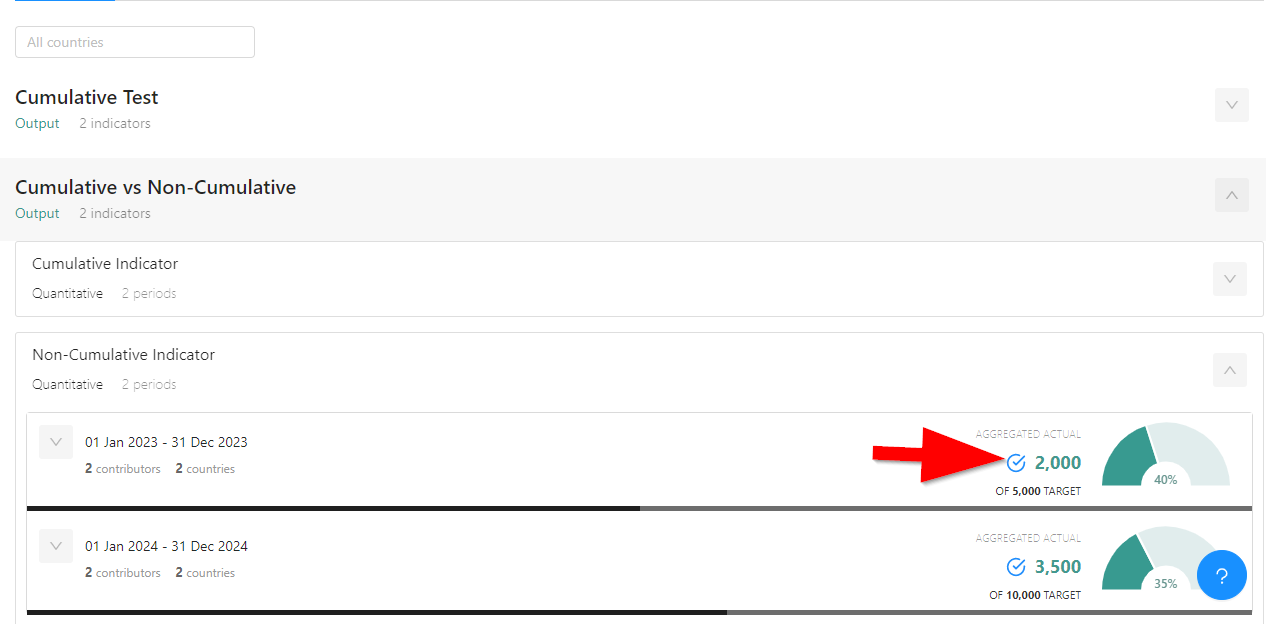 All countries
Cumulative Test
Output 2 indicators
Cumulative vs Non-Cumulative
Output 2 indicators
Cumulative Indicator
Quantitative 2 periods
Non-Cumulative Indicator
Quantitative 2 periods
01 Jan 2023 - 31 Dec 2023
2 contributors 2 countries
AGGREGATED ACTUAL
2,000
OF 5,000 TARGET
40%
01 Jan 2024 - 31 Dec 2024
2 contributors 2 countries
AGGREGATED ACTUAL
3,500
OF 10,000 TARGET
35%
?